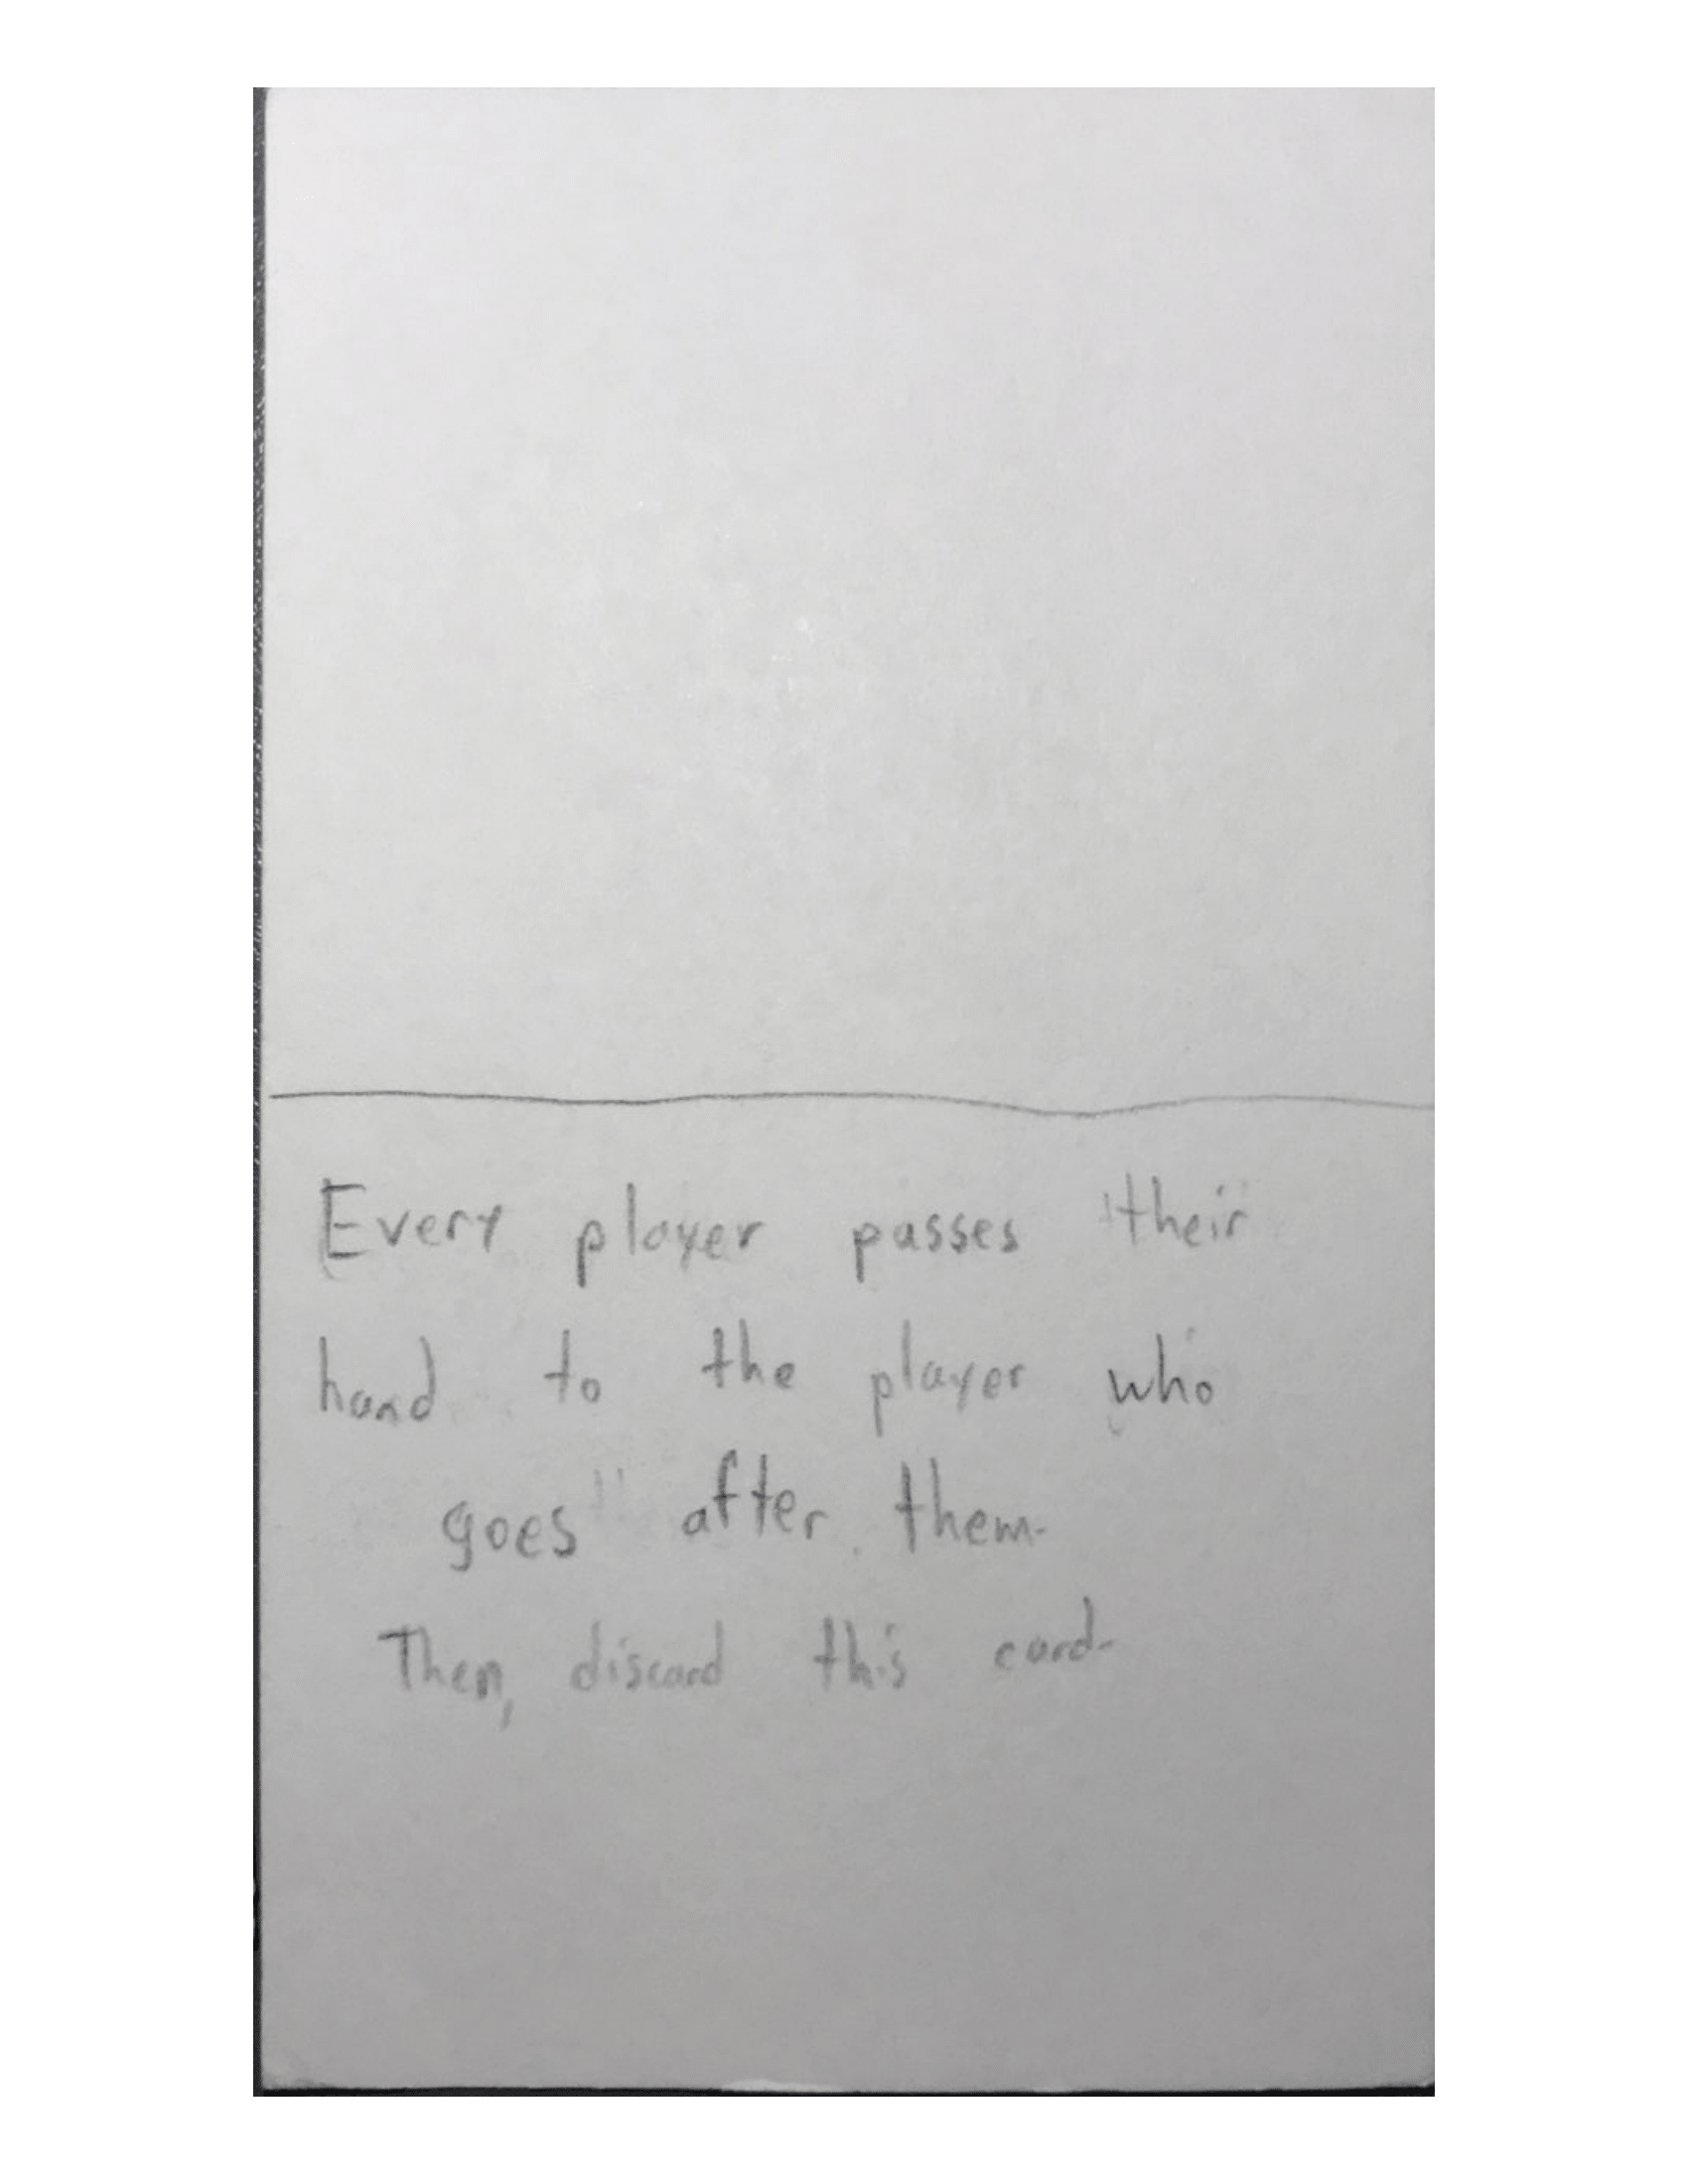 Every player passes their
hand to the player who
goes after them.
Then, discard this card.